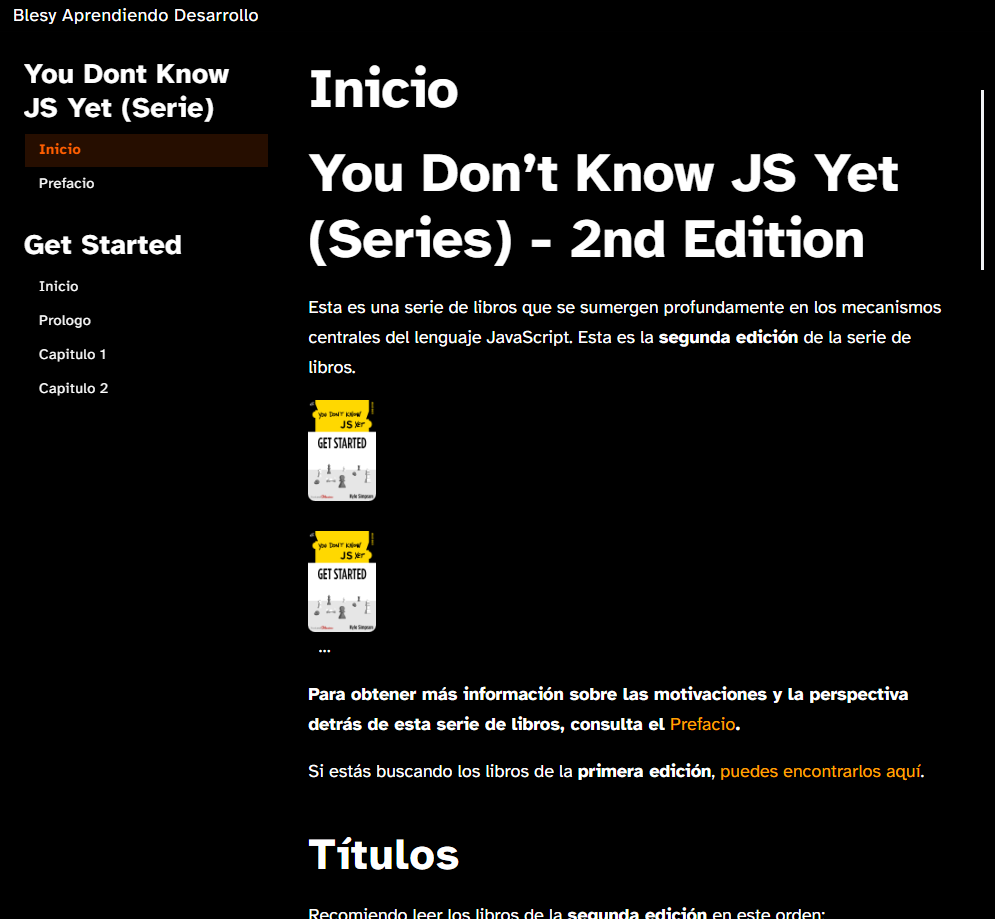 Blesy Aprendiendo Desarrollo
You Dont Know
JS Yet (Serie)
Inicio
Prefacio
Get Started
Inicio
Prologo
Capitulo 1
Capitulo 2
Inicio
You Don’t Know JS Yet
(Series) - 2nd Edition
Esta es una serie de libros que se sumergen profundamente en los mecanismos
centrales del lenguaje JavaScript. Esta es la segunda edición de la serie de
libros.
YOU DON'T KNOW
JS YET
GET STARTED
Kyle Simpson
YOU DON'T KNOW
JS YET
GET STARTED
Kyle Simpson
...
Para obtener más información sobre las motivaciones y la perspectiva
detrás de esta serie de libros, consulta el Prefacio.
Si estás buscando los libros de la primera edición, puedes encontrarlos aquí.
Títulos
Recomiendo leer los libros de la segunda edición en este orden: